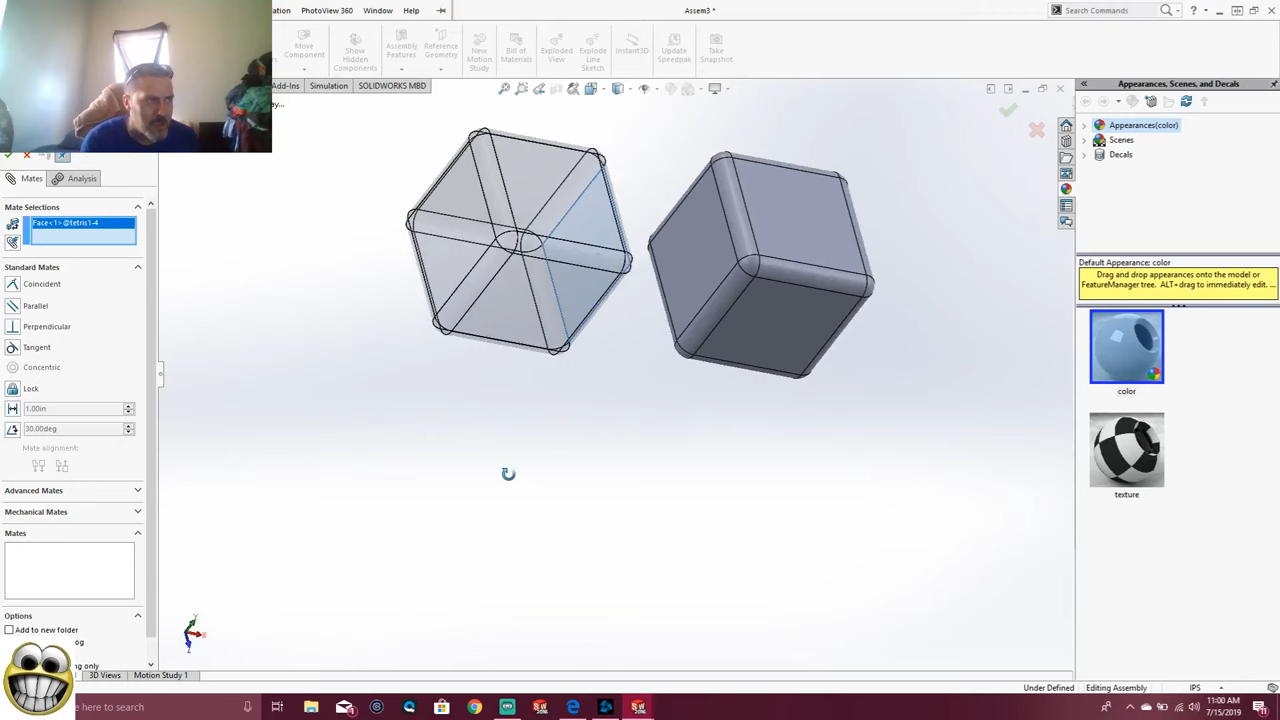 PhotoView 360 Window Help Assem3 * Search Commands
Move Component
Show Hidden Components
Assembly Features
Reference Geometry
New Motion Study
Bill of Materials
Exploded View
Explode Line Sketch
Instant3D
Update Speedpak
Take Snapshot
Add-Ins Simulation SOLIDWORKS MBD
Appearances, Scenes, and Decals
Appearances(color)
Scenes
Decals
Default Appearance: color
Drag and drop appearances onto the model or
FeatureManager tree. ALT+drag to immediately edit. ...
color
texture
Mates Analysis
Mate Selections
Face<1>@tetris1-4
Standard Mates
Coincident
Parallel
Perpendicular
Tangent
Concentric
Lock
1.00in
30.00deg
Mate alignment:
Advanced Mates
Mechanical Mates
Mates
Options
Add to new folder
3D Views Motion Study 1
Under Defined Editing Assembly IPS
here to search
11:00 AM
7/15/2019